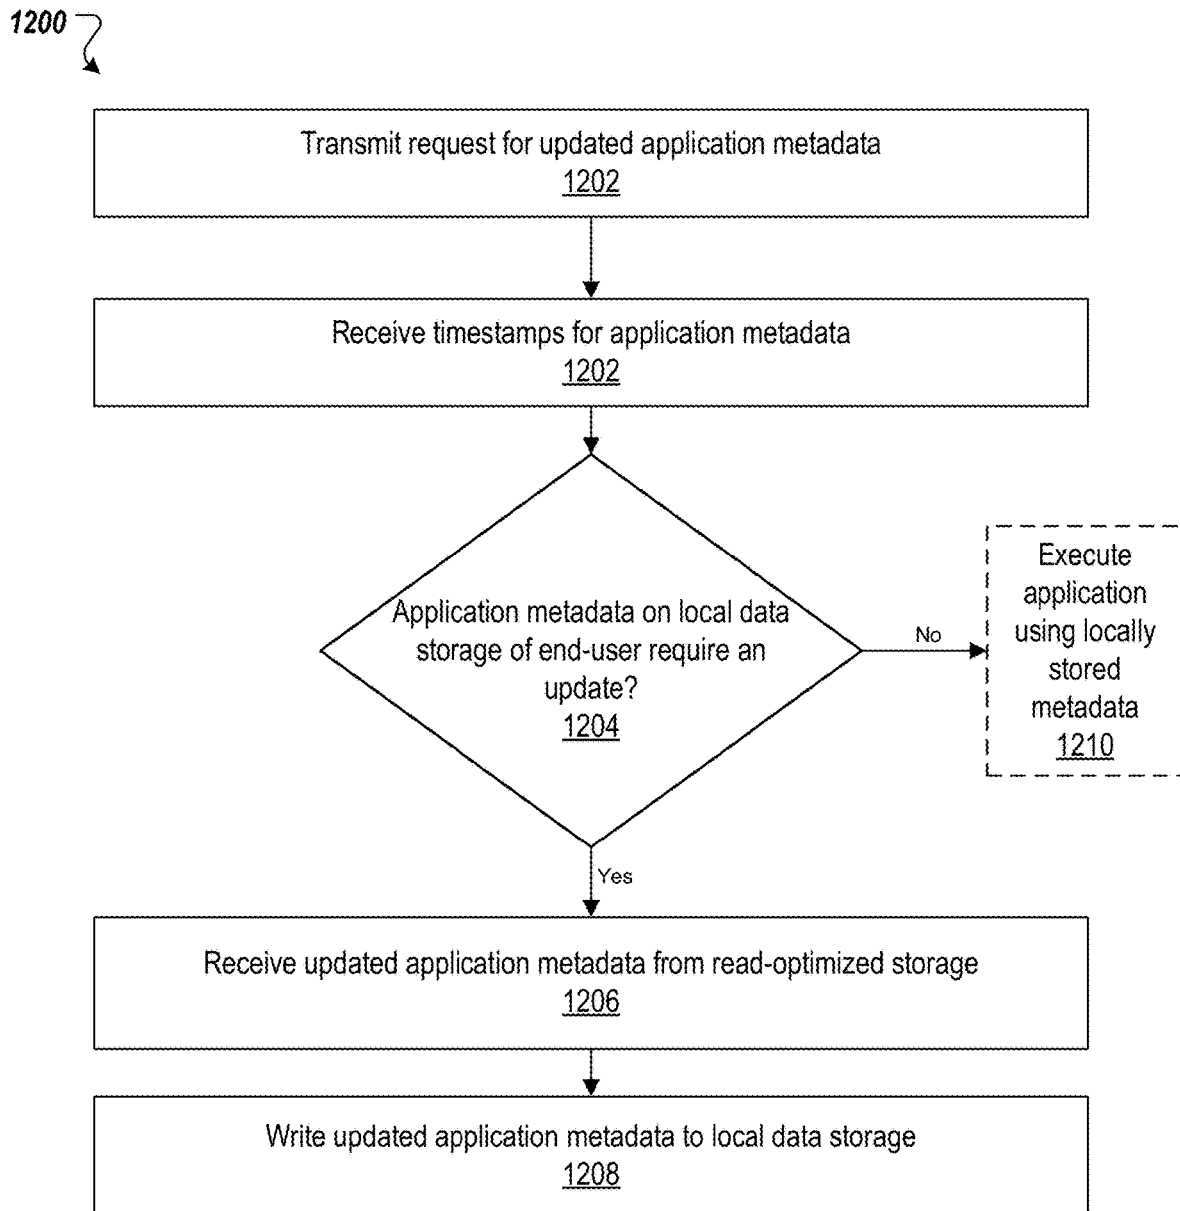 1200
Transmit request for updated application metadata
1202
Receive timestamps for application metadata
1202
Application metadata on local data
storage of end-user require an
update?
1204
No
Execute
application
using locally
stored
metadata
1210
Yes
Receive updated application metadata from read-optimized storage
1206
Write updated application metadata to local data storage
1208